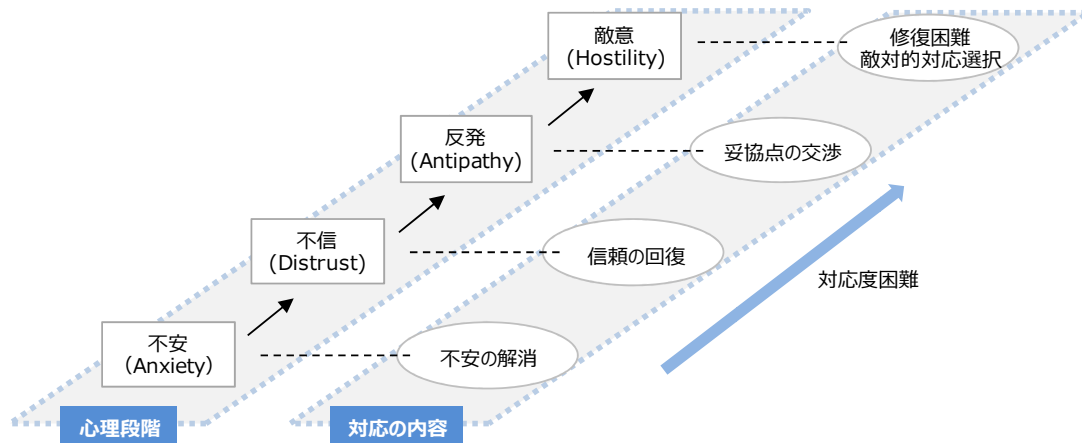 敵意
(Hostility)
修復困難
敵対的対応選択
反発
(Antipathy)
妥協点の交渉
不信
(Distrust)
信頼の回復
対応度困難
不安
（Anxiety)
不安の解消
心理段階
対応の内容